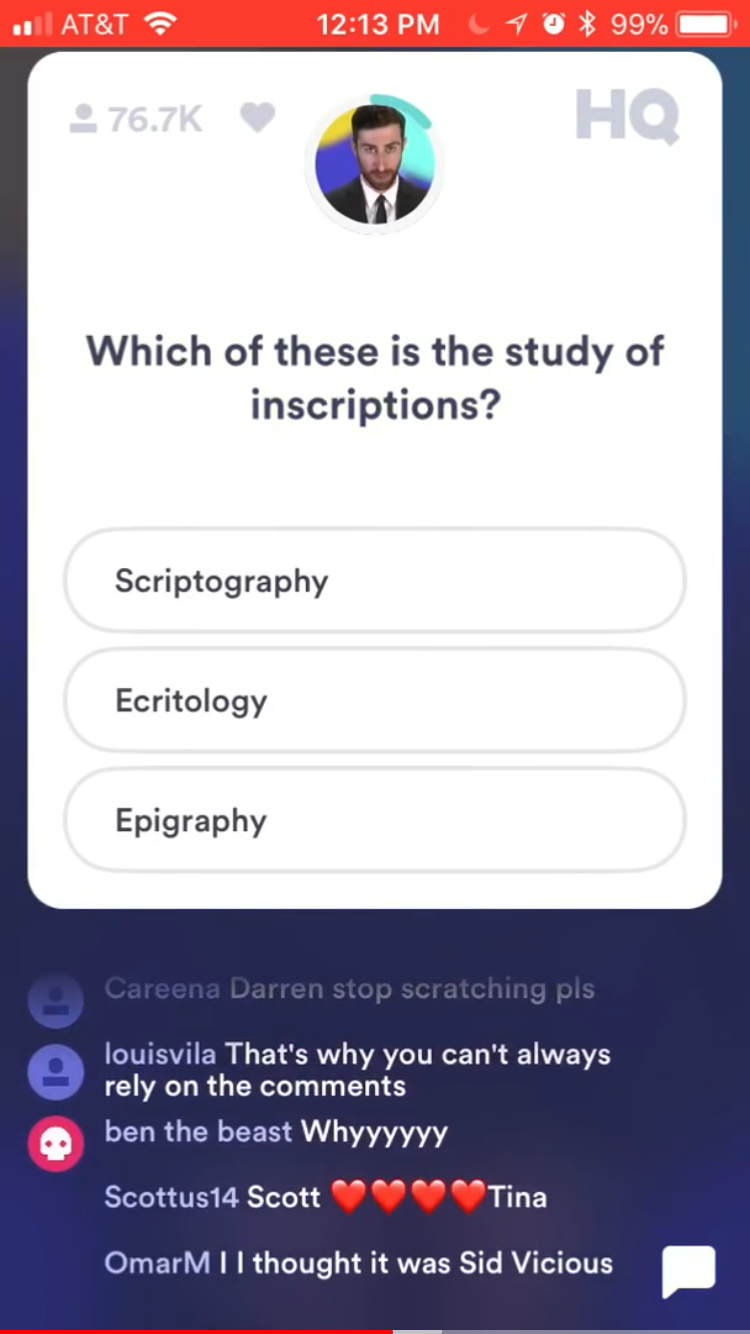 AT&T 12:13 PM 99%
76.7K HQ
Which of these is the study of
inscriptions?
Scriptography
Ecritology
Epigraphy
Careena Darren stop scratching pls
louisvila That's why you can't always
rely on the comments
ben the beast Whyyyyyy
Scottus14 Scott ❤️❤️❤️❤️Tina
OmarM I I thought it was Sid Vicious